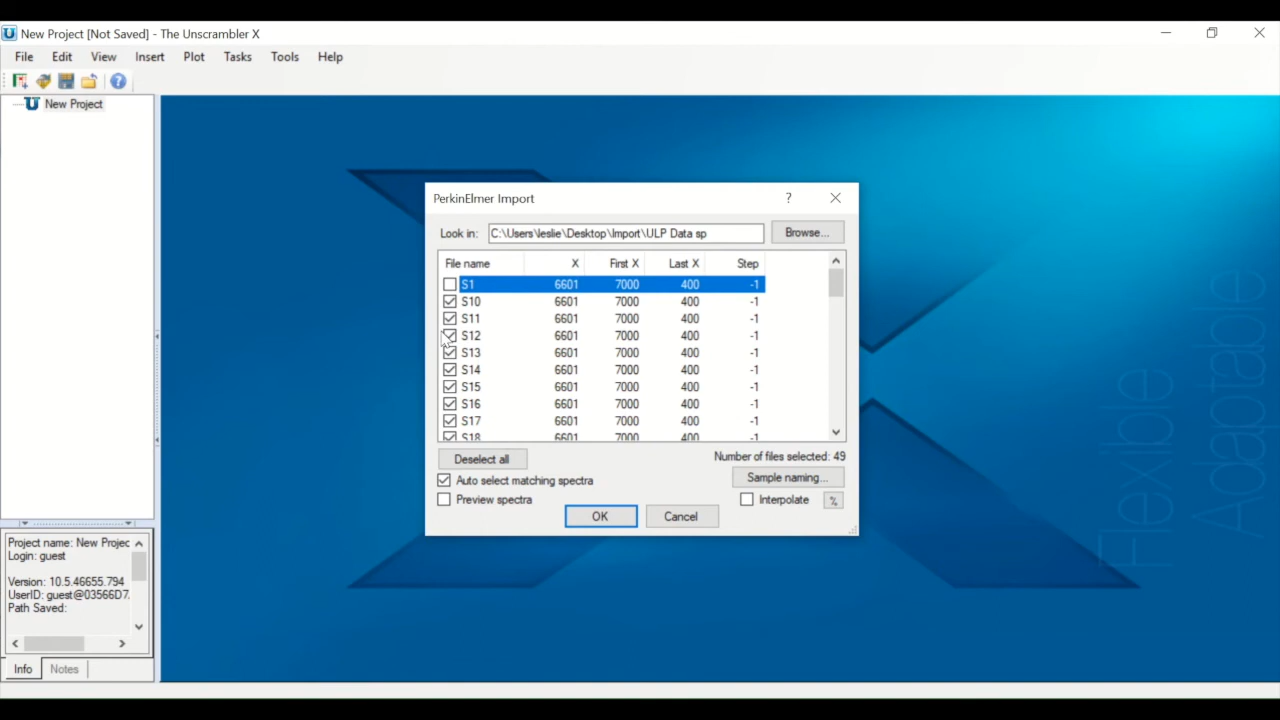 New Project [Not Saved] - The Unscrambler X
File Edit View Insert Plot Tasks Tools Help
New Project
PerkinElmer Import
Look in: C:\Users\leslie\Desktop\Import\ULP Data sp Browse...
File name X First X Last X Step
S1 6601 7000 400 -1
S10 6601 7000 400 -1
S11 6601 7000 400 -1
S12 6601 7000 400 -1
S13 6601 7000 400 -1
S14 6601 7000 400 -1
S15 6601 7000 400 -1
S16 6601 7000 400 -1
S17 6601 7000 400 -1
S18 6601 7000 400 -1
Deselect all Number of files selected: 49
Auto select matching spectra Sample naming...
Preview spectra Interpolate %
OK Cancel
Flexible
Adaptable
Project name: New Projec
Login: guest
Version: 10.5.46655.794
UserID: guest@03566D7
Path Saved:
Info Notes